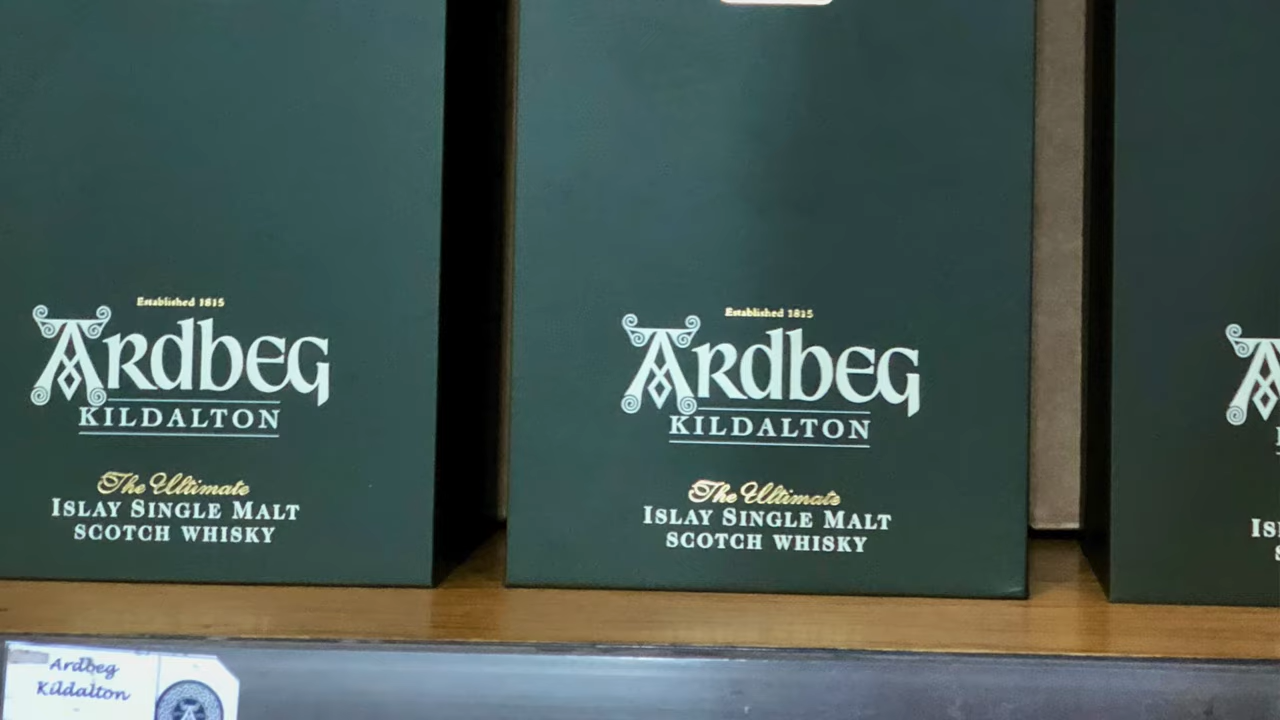 Established 1815
ARdbEG
KILDALTON
The Ultimate
ISLAY SINGLE MALT
SCOTCH WHISKY
Established 1815
ARdbEG
KILDALTON
The Ultimate
ISLAY SINGLE MALT
SCOTCH WHISKY
Ardbeg
Kildalton